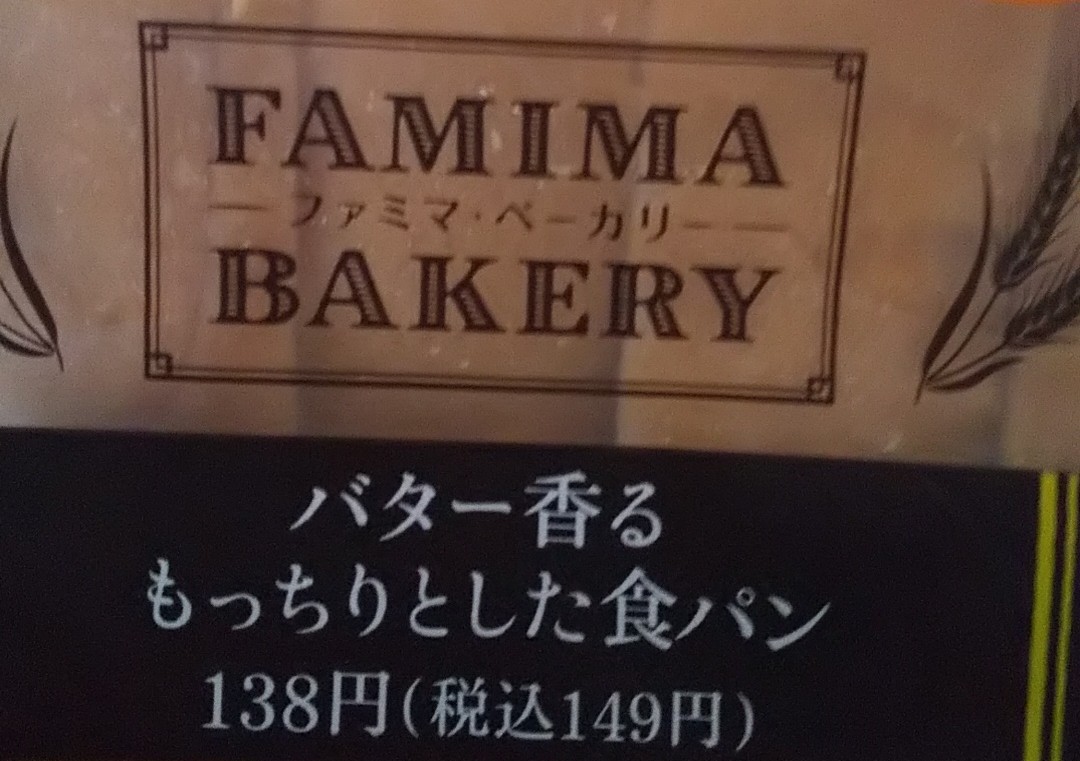 FAMIMA
ファミマ・ベーカリー
BAKERY
バター香る
もっちりとした食パン
138円(税込149円)